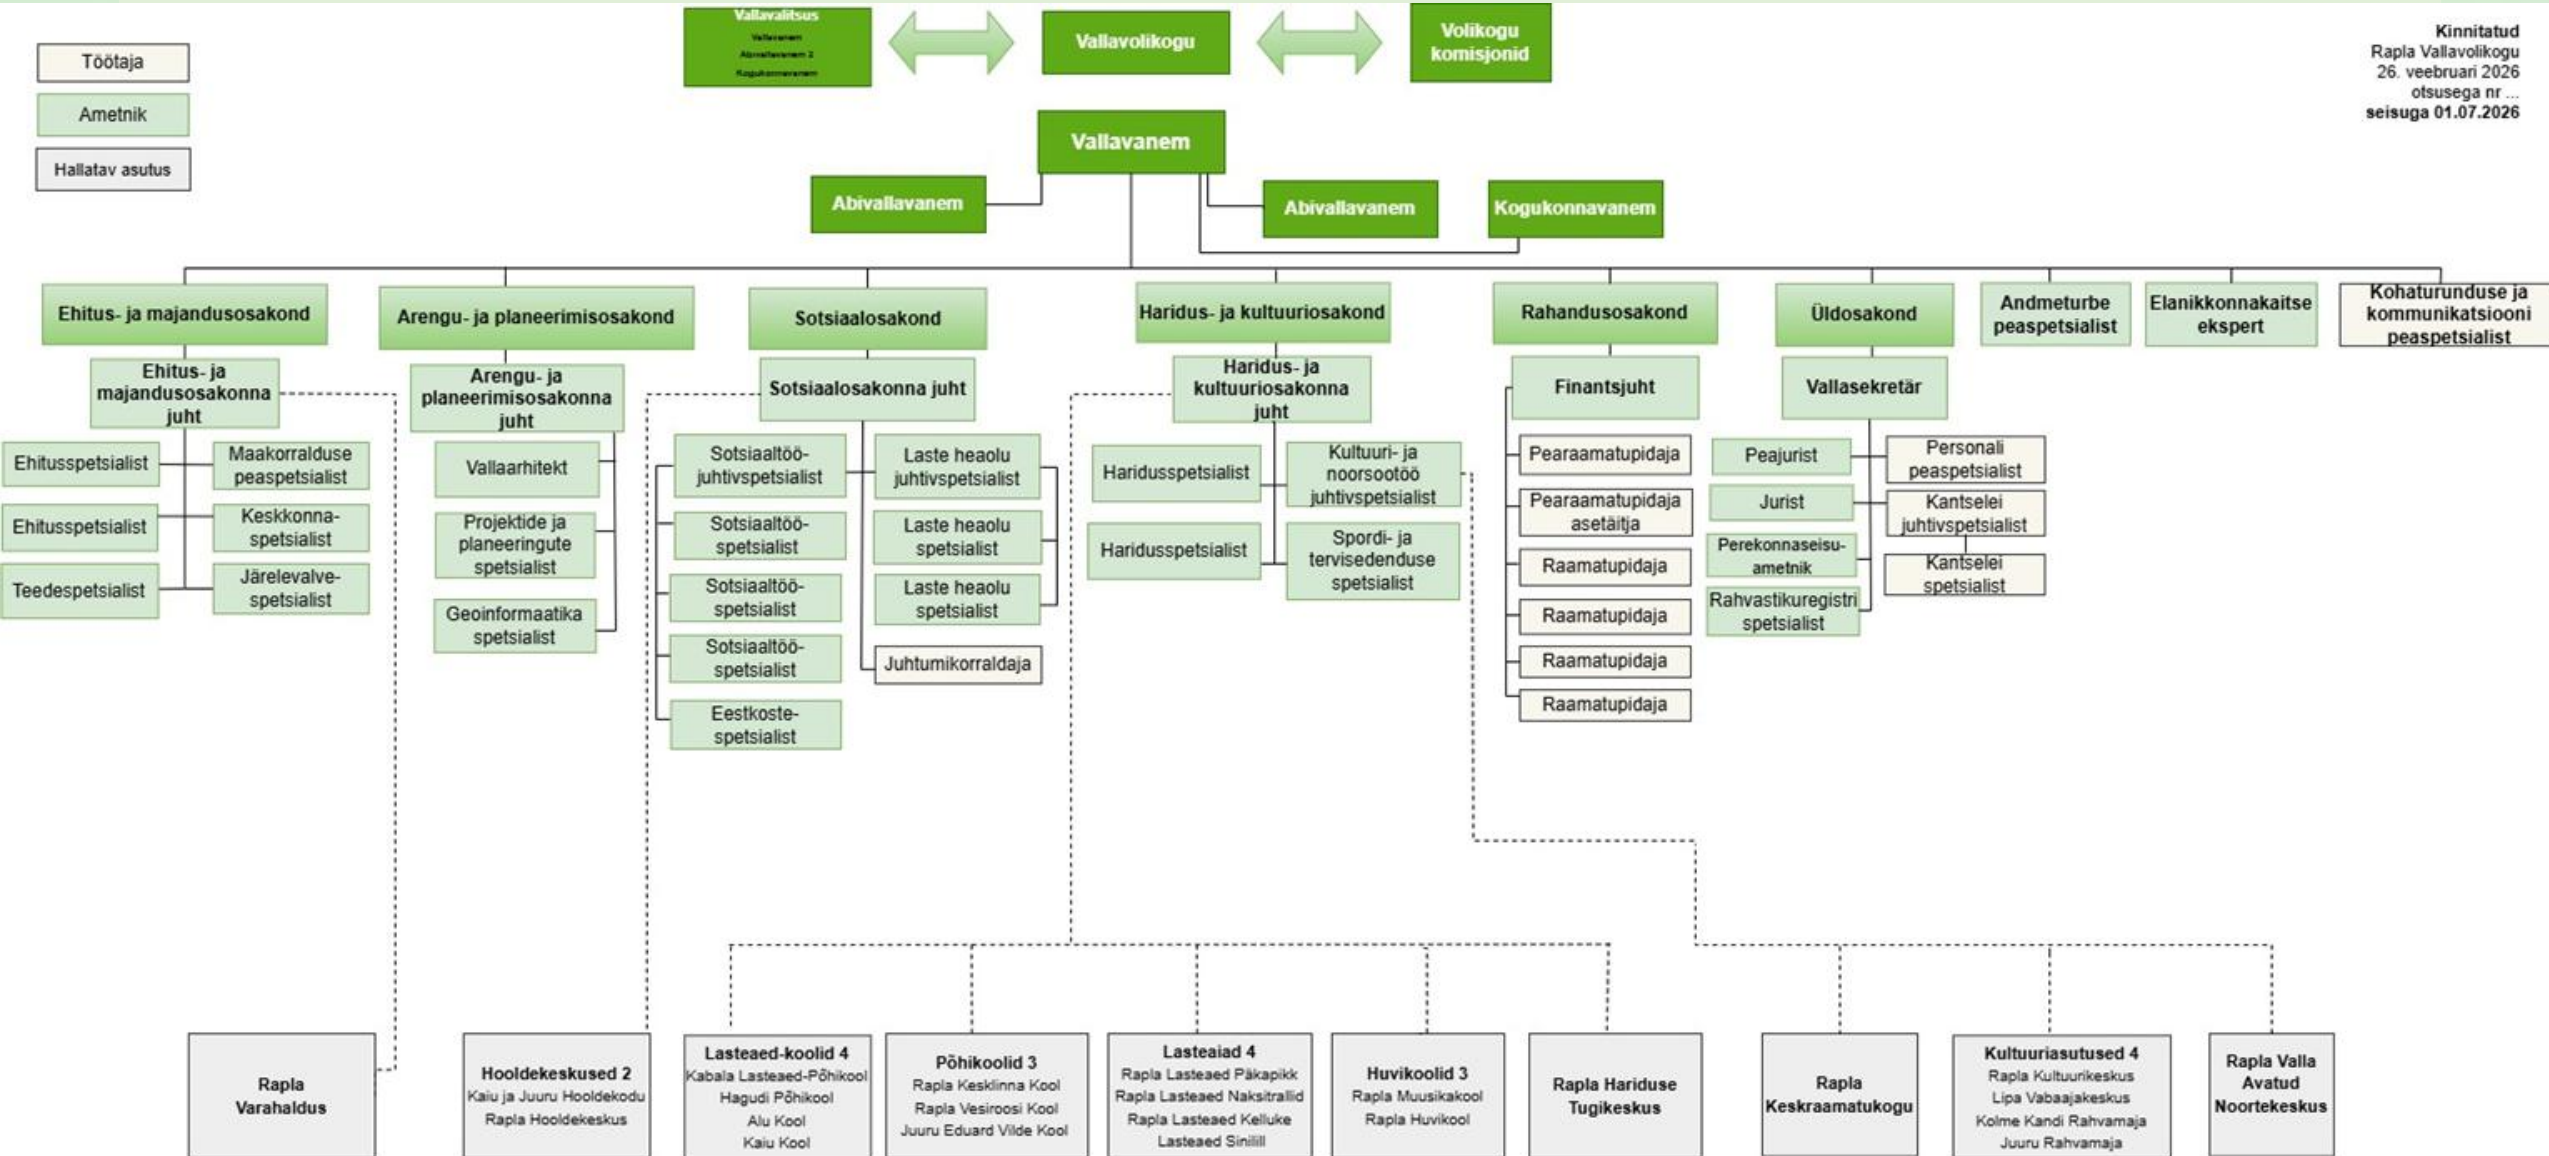 Vallavalitsus
Vallavanem
Abivallavanem 2
Kogukonnavanem
Vallavolikogu
Volikogu
komisjonid
Kinnitatud
Rapla Vallavolikogu
26. veebruari 2026
otsusega nr ...
seisuga 01.07.2026
Töötaja
Ametnik
Hallatav asutus
Vallavanem
Abivallavanem
Abivallavanem
Kogukonnavanem
Ehitus- ja majandusosakond
Arengu- ja planeerimisosakond
Sotsiaalosakond
Haridus- ja kultuuriosakond
Rahandusosakond
Üldosakond
Andmeturbe
peaspetsialist
Elanikkonnakaitse
ekspert
Kohaturunduse ja
kommunikatsiooni
peaspetsialist
Ehitus- ja
majandusosakonna
juht
Arengu- ja
planeerimisosakonna
juht
Sotsiaalosakonna juht
Haridus- ja
kultuuriosakonna
juht
Finantsjuht
Vallasekretär
Ehitusspetsialist
Maakorralduse
peaspetsialist
Ehitusspetsialist
Keskkonna-
spetsialist
Teedespetsialist
Järelevalve-
spetsialist
Vallaarhitekt
Projektide ja
planeeringute
spetsialist
Geoinformaatika
spetsialist
Sotsiaaltöö-
juhtivspetsialist
Sotsiaaltöö-
spetsialist
Sotsiaaltöö-
spetsialist
Sotsiaaltöö-
spetsialist
Eestkoste-
spetsialist
Laste heaolu
juhtivspetsialist
Laste heaolu
spetsialist
Laste heaolu
spetsialist
Juhtumikorraldaja
Haridusspetsialist
Haridusspetsialist
Kultuuri- ja
noorsootöö
juhtivspetsialist
Spordi- ja
tervisedenduse
spetsialist
Pearaamatupidaja
Pearaamatupidaja
asetäitja
Raamatupidaja
Raamatupidaja
Raamatupidaja
Raamatupidaja
Peajurist
Jurist
Perekonnaseisu-
ametnik
Rahvastikuregistri
spetsialist
Personali
peaspetsialist
Kantselei
juhtivspetsialist
Kantselei
spetsialist
Rapla
Varahaldus
Hooldekeskused 2
Kaiu ja Juuru Hooldekodu
Rapla Hooldekeskus
Lasteaed-koolid 4
Kabala Lasteaed-Põhikool
Hagudi Põhikool
Alu Kool
Kaiu Kool
Põhikoolid 3
Rapla Kesklinna Kool
Rapla Vesiroosi Kool
Juuru Eduard Vilde Kool
Lasteaiad 4
Rapla Lasteaed Päkapikk
Rapla Lasteaed Naksitrallid
Rapla Lasteaed Kelluke
Lasteaed Sinilill
Huvikoolid 3
Rapla Muusikakool
Rapla Huvikool
Rapla Hariduse
Tugikeskus
Rapla
Keskraamatukogu
Kultuuriasutused 4
Rapla Kultuurikeskus
Lipa Vabaajakeskus
Kolme Kandi Rahvamaja
Juuru Rahvamaja
Rapla Valla
Avatud
Noortekeskus